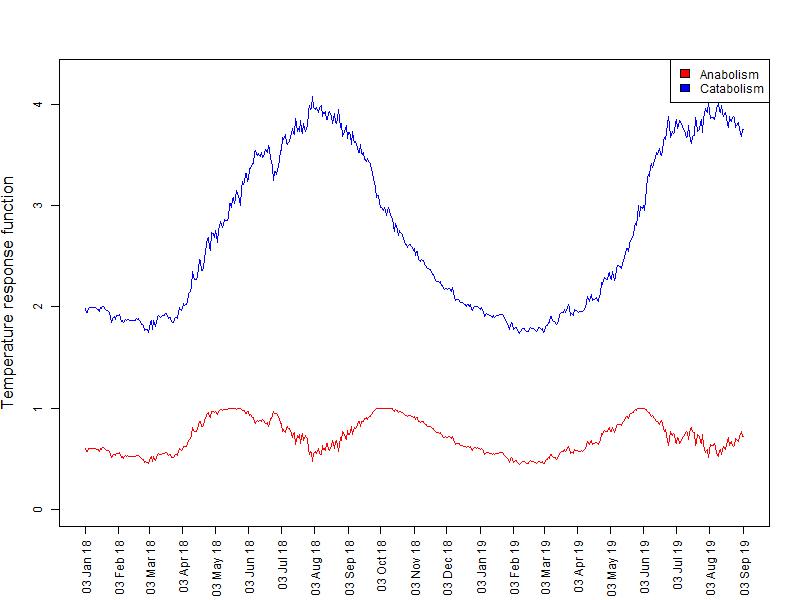 Anabolism
Catabolism
Temperature response function
4
3
2
1
0
03 Jan 18
03 Feb 18
03 Mar 18
03 Apr 18
03 May 18
03 Jun 18
03 Jul 18
03 Aug 18
03 Sep 18
03 Oct 18
03 Nov 18
03 Dec 18
03 Jan 19
03 Feb 19
03 Mar 19
03 Apr 19
03 May 19
03 Jun 19
03 Jul 19
03 Aug 19
03 Sep 19